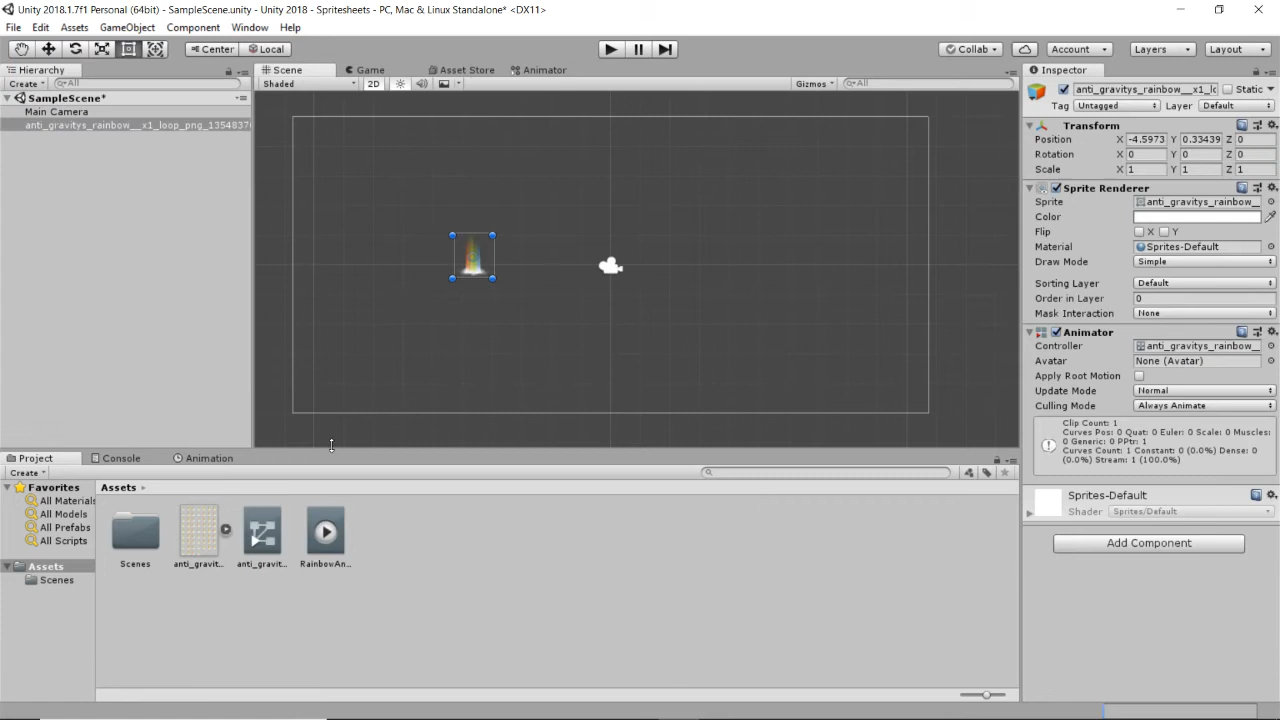 Unity 2018.1.7f1 Personal (64bit) - SampleScene.unity - Unity 2018 - Spritesheets - PC, Mac & Linux Standalone* <DX11>
File Edit Assets GameObject Component Window Help
Center Local Collab Account Layers Layout
Hierarchy Scene Game Asset Store Animator Inspector
Create All Shaded 2D Gizmos All
anti_gravitys_rainbow__x1_lo Static
SampleScene*
Main Camera
anti_gravitys_rainbow__x1_loop_png_1354837
Tag Untagged Layer Default
Transform
Position X -4.5973 Y 0.33439 Z 0
Rotation X 0 Y 0 Z 0
Scale X 1 Y 1 Z 1
Sprite Renderer
Sprite anti_gravitys_rainbow__
Color
Flip X Y
Material Sprites-Default
Draw Mode Simple
Sorting Layer Default
Order in Layer 0
Mask Interaction None
Animator
Controller anti_gravitys_rainbow__
Avatar None (Avatar)
Apply Root Motion
Update Mode Normal
Culling Mode Always Animate
Clip Count: 1
Curves Pos: 0 Quat: 0 Euler: 0 Scale: 0 Muscles:
0 Generic: 0 PPtr: 1
Curves Count: 1 Constant: 0 (0.0%) Dense: 0
(0.0%) Stream: 1 (100.0%)
Sprites-Default
Shader Sprites/Default
Add Component
Project Console Animation
Create
Favorites
All Materials
All Models
All Prefabs
All Scripts
Assets
Scenes
Assets
Scenes anti_gravit... anti_gravit... RainbowAn...